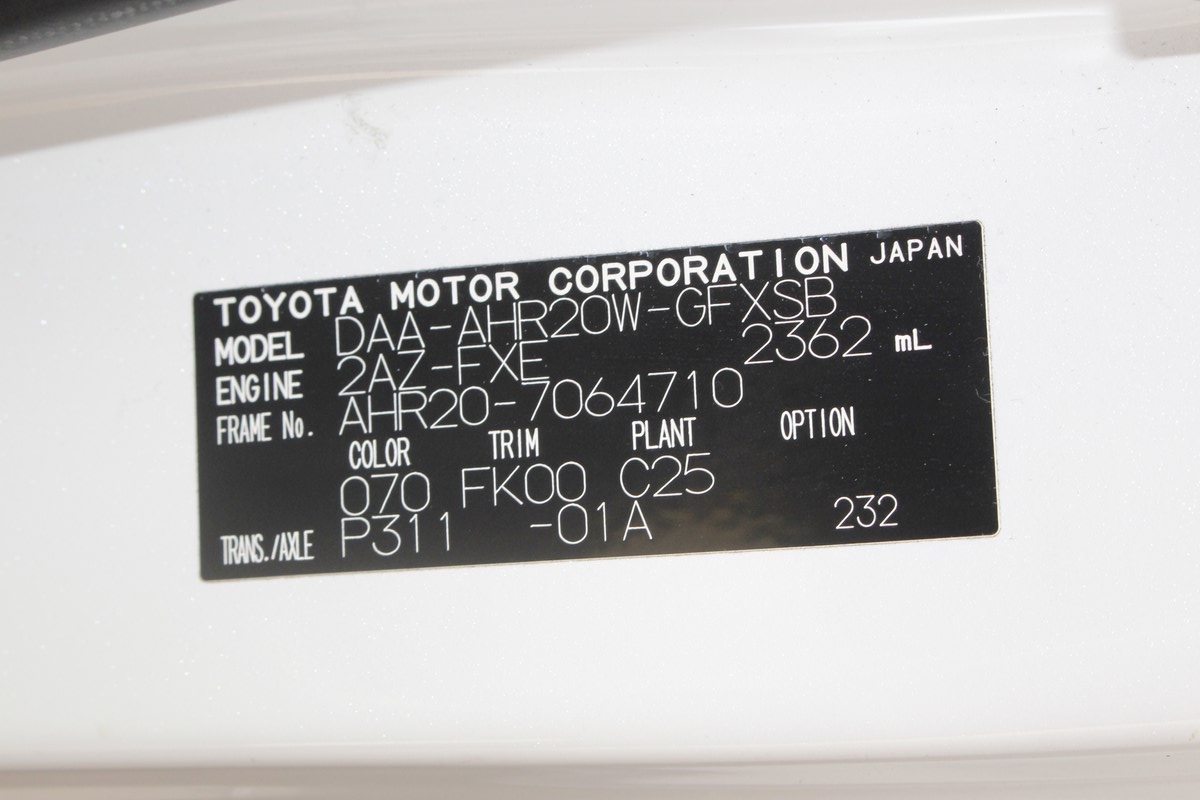 TOYOTA MOTOR CORPORATION JAPAN
MODEL DAA-AHR20W-GFXSB
ENGINE 2AZ-FXE 2362 mL
FRAME No. AHR20-7064710
COLOR TRIM PLANT OPTION
070 FK00 C25
TRANS./AXLE P311 -01A 232